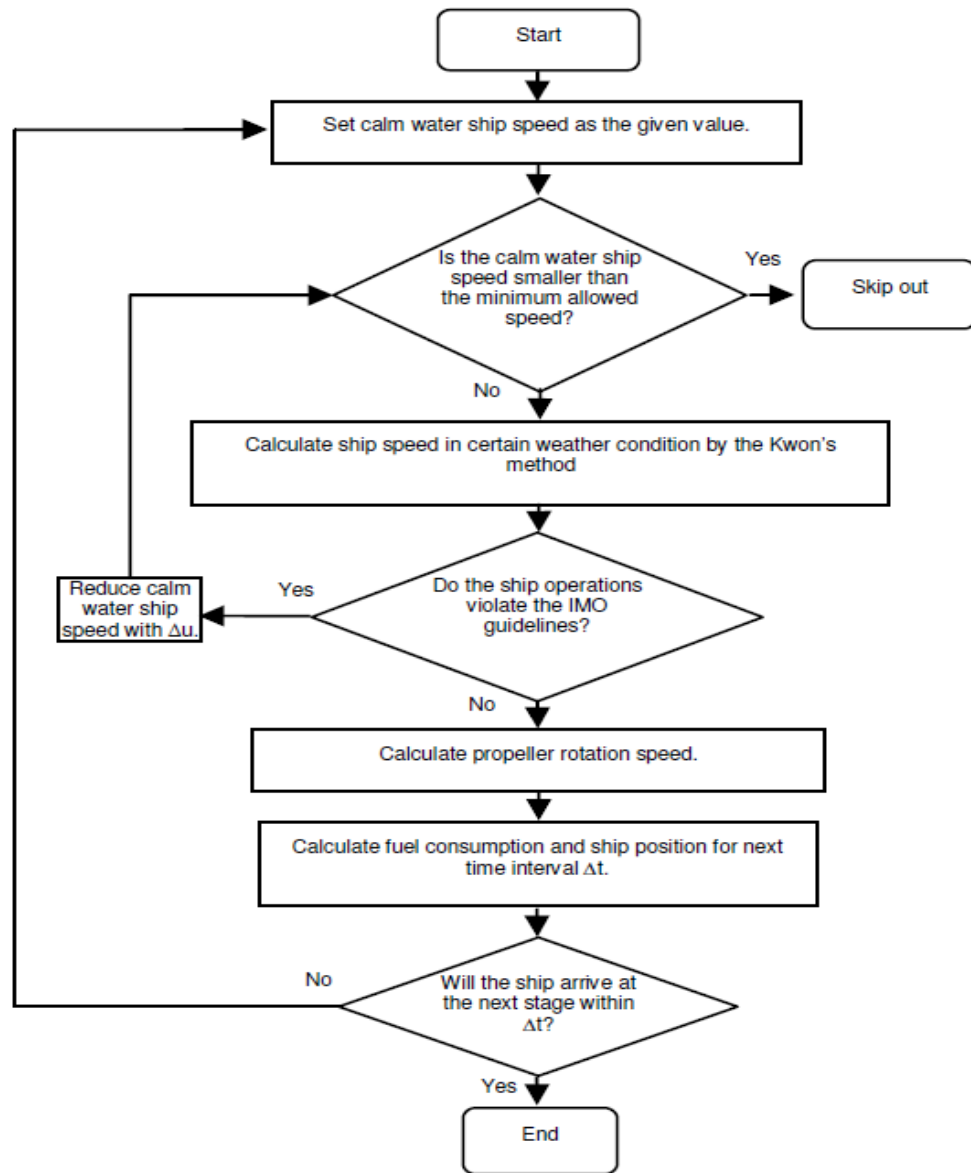 Start
Set calm water ship speed as the given value.
Is the calm water ship
speed smaller than
the minimum allowed
speed?
Yes
Skip out
No
Calculate ship speed in certain weather condition by the Kwon's
method
Do the ship operations
violate the IMO
guidelines?
Yes
Reduce calm
water ship
speed with Δu.
No
Calculate propeller rotation speed.
Calculate fuel consumption and ship position for next
time interval Δt.
Will the ship arrive at
the next stage within
Δt?
No
Yes
End